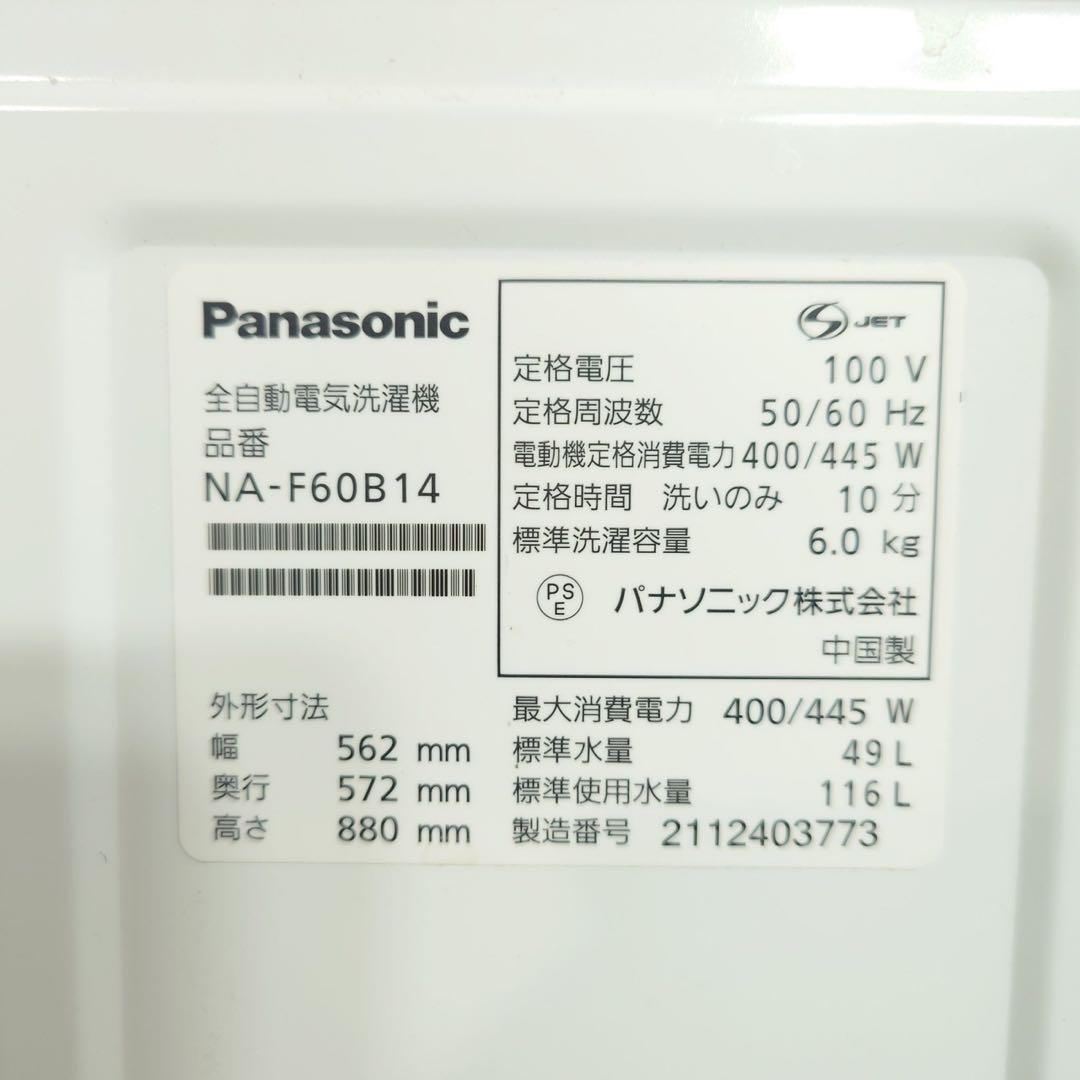 Panasonic
全自動電気洗濯機
品番
NA-F60B14
JET
定格電圧 100 V
定格周波数 50/60 Hz
電動機定格消費電力 400/445 W
定格時間 洗いのみ 10 分
標準洗濯容量 6.0 kg
PS
E
パナソニック株式会社
中国製
外形寸法
幅 562 mm
奥行 572 mm
高さ 880 mm
最大消費電力 400/445 W
標準水量 49 L
標準使用水量 116 L
製造番号 2112403773